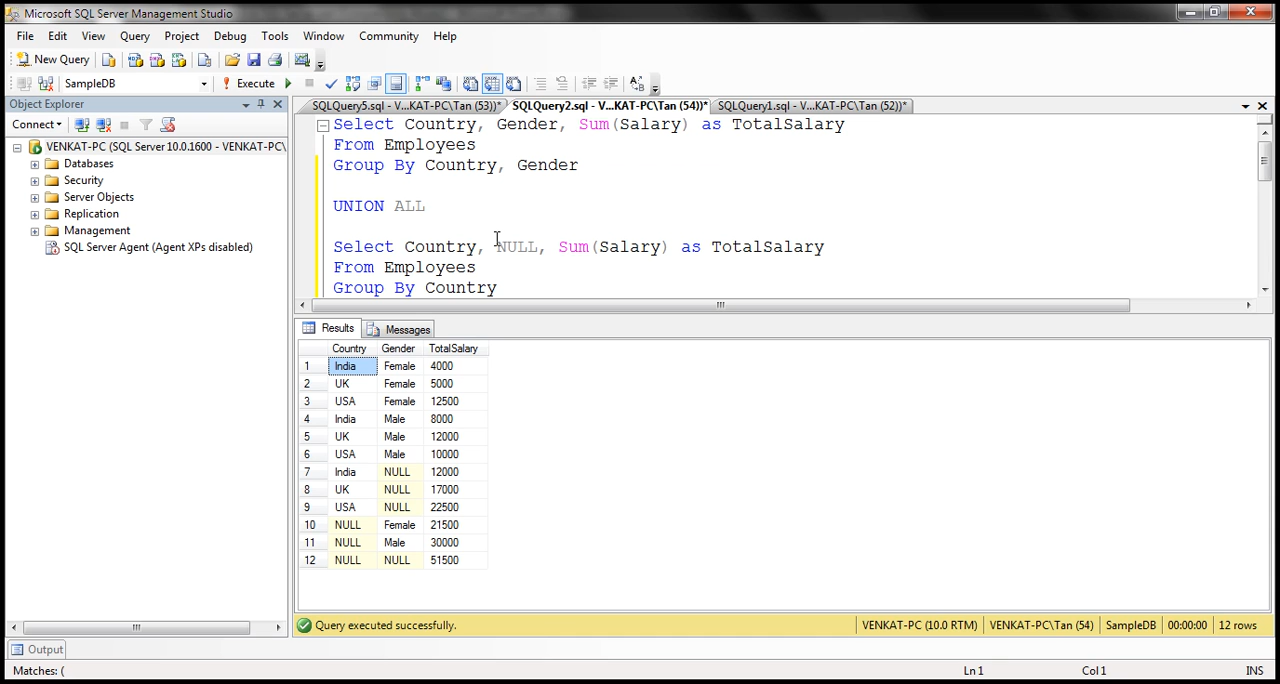 Microsoft SQL Server Management Studio
File Edit View Query Project Debug Tools Window Community Help
New Query
SampleDB Execute
Object Explorer
SQLQuery5.sql - V...KAT-PC\Tan (53))* SQLQuery2.sql - V...KAT-PC\Tan (54))* SQLQuery1.sql - V...KAT-PC\Tan (52))*
Connect
VENKAT-PC (SQL Server 10.0.1600 - VENKAT-PC\
Databases
Security
Server Objects
Replication
Management
SQL Server Agent (Agent XPs disabled)
Select Country, Gender, Sum(Salary) as TotalSalary
From Employees
Group By Country, Gender
UNION ALL
Select Country, NULL, Sum(Salary) as TotalSalary
From Employees
Group By Country
Results Messages
Country Gender TotalSalary
1 India Female 4000
2 UK Female 5000
3 USA Female 12500
4 India Male 8000
5 UK Male 12000
6 USA Male 10000
7 India NULL 12000
8 UK NULL 17000
9 USA NULL 22500
10 NULL Female 21500
11 NULL Male 30000
12 NULL NULL 51500
Query executed successfully. VENKAT-PC (10.0 RTM) VENKAT-PC\Tan (54) SampleDB 00:00:00 12 rows
Output
Matches: ( Ln 1 Col 1 INS